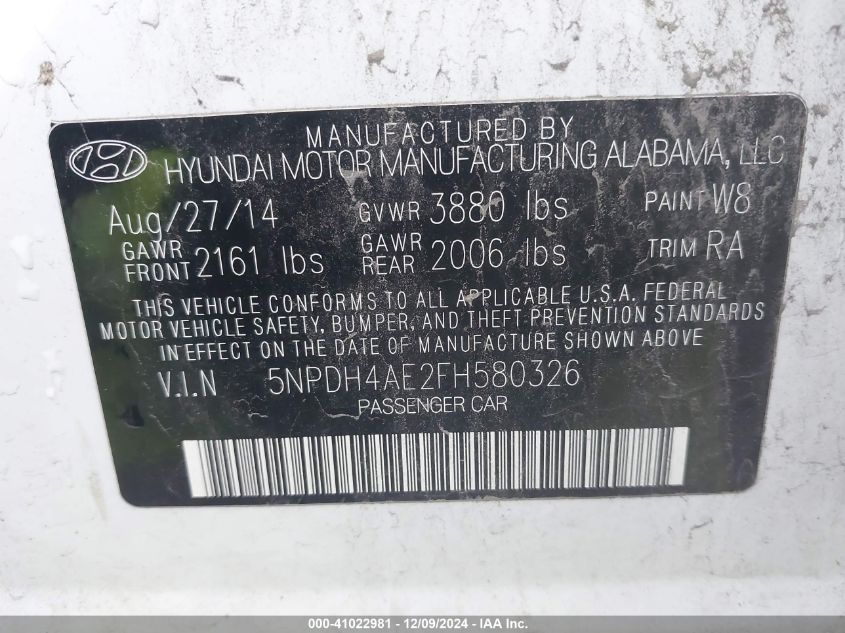 MANUFACTURED BY
HYUNDAI MOTOR MANUFACTURING ALABAMA, LLC
Aug/27/14 GVWR 3880 lbs PAINT W8
GAWR FRONT 2161 lbs GAWR REAR 2006 lbs TRIM RA
THIS VEHICLE CONFORMS TO ALL APPLICABLE U.S.A. FEDERAL
MOTOR VEHICLE SAFETY, BUMPER, AND THEFT PREVENTION STANDARDS
IN EFFECT ON THE DATE OF MANUFACTURE SHOWN ABOVE
V.I.N 5NPDH4AE2FH580326
PASSENGER CAR
000-41022981 - 12/09/2024 - IAA Inc.